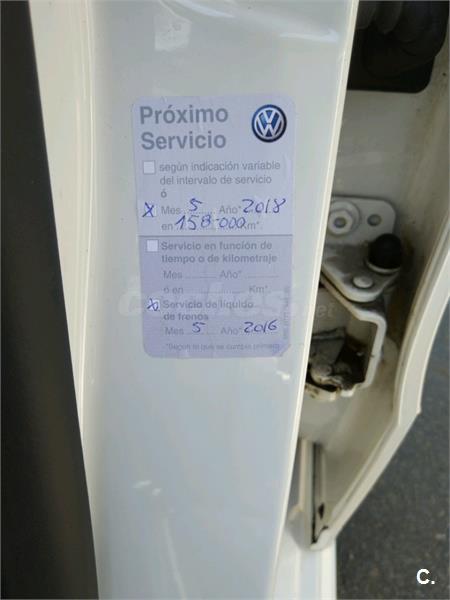 Próximo
Servicio
según indicación variable
del intervalo de servicio
ó
X Mes 5 Año* 2018
en 158-000 Km*.
Servicio en función de
tiempo o de kilometraje
Mes ......... Año* .........
ó en ......... Km*.
X Servicio de líquido
de frenos
Mes 5 Año* 2016
*Según lo que se cumpla primero
C.